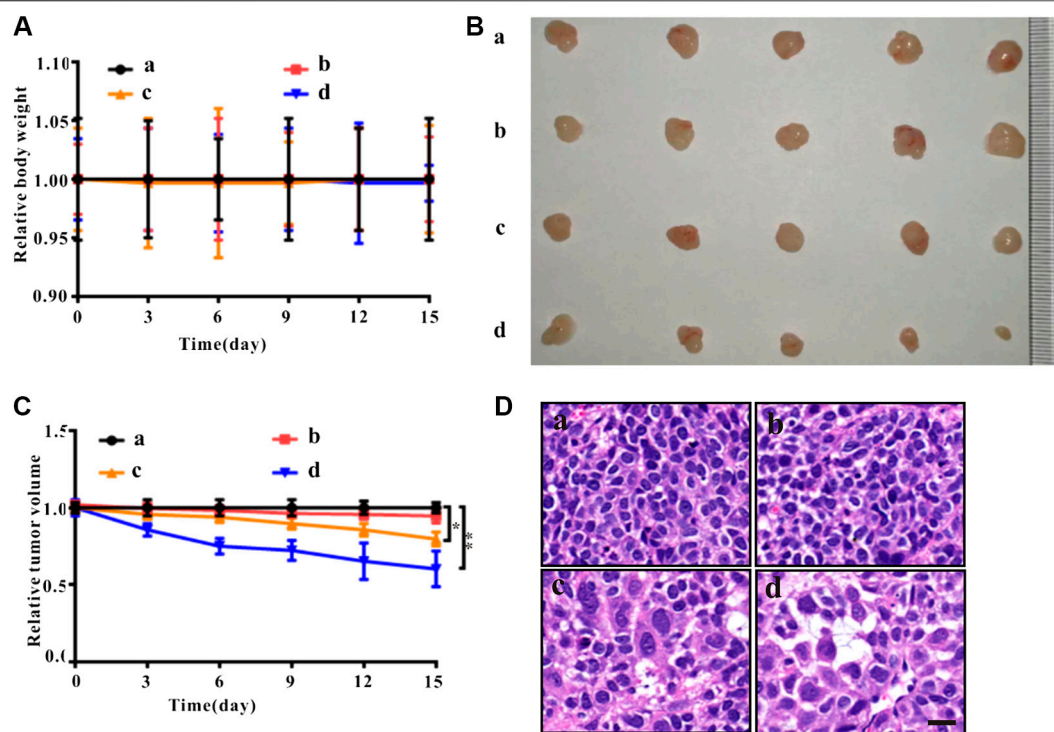 A
1.10
1.05
1.00
0.95
0.90
Relative body weight
a
b
c
d
0 3 6 9 12 15
Time(day)
B
a
b
c
d
C
1.5
1.0
0.5
0.(
Relative tumor volume
a
b
c
d
*
**
0 3 6 9 12 15
Time(day)
D
a
b
c
d